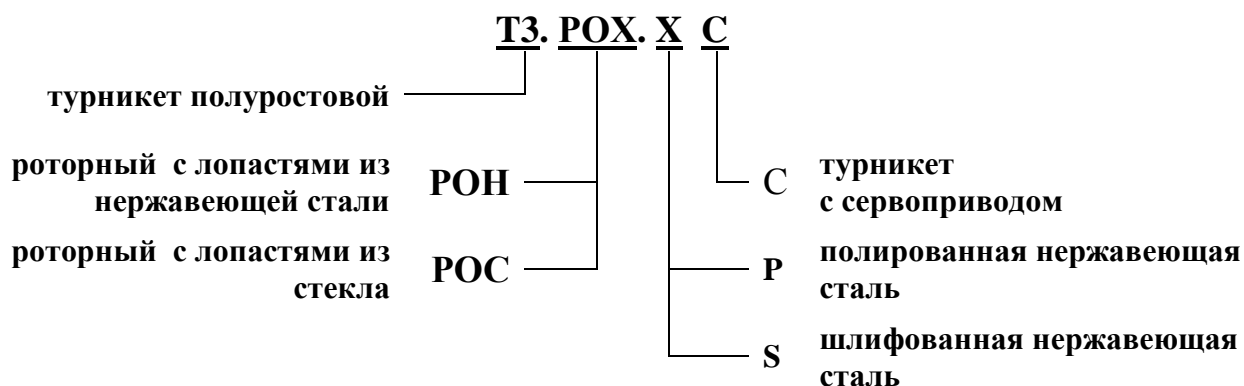 Т3. РОХ. Х С
турникет полуростовой
роторный с лопастями из
нержавеющей стали
РОН
роторный с лопастями из
стекла
РОС
С
турникет
с сервоприводом
Р
полированная нержавеющая
сталь
S
шлифованная нержавеющая
сталь